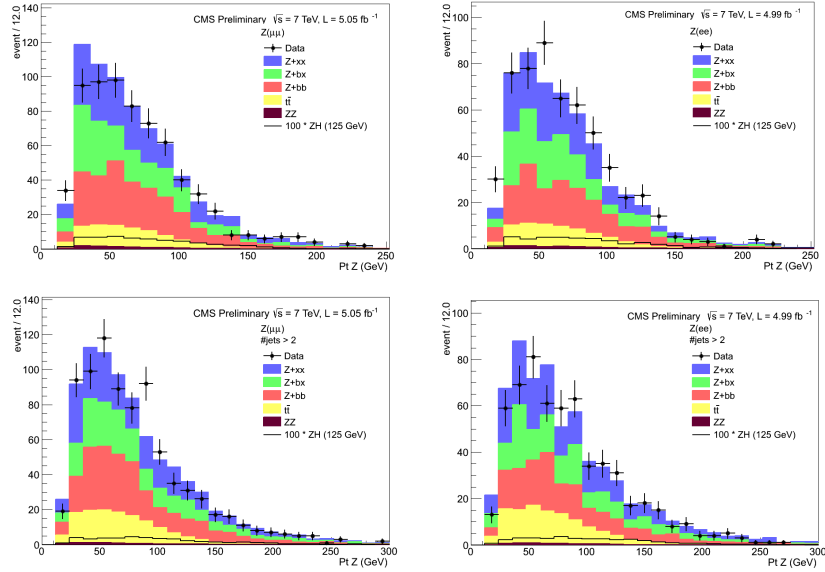 CMS Preliminary √s = 7 TeV, L = 5.05 fb⁻¹
Z(μμ)
Data
Z+xx
Z+bx
Z+bb
tt̄
ZZ
100 * ZH (125 GeV)
event / 12.0
140
120
100
80
60
40
20
0
0 50 100 150 200 250
Pt Z (GeV)
CMS Preliminary √s = 7 TeV, L = 4.99 fb⁻¹
Z(ee)
Data
Z+xx
Z+bx
Z+bb
tt̄
ZZ
100 * ZH (125 GeV)
event / 12.0
100
80
60
40
20
0
0 50 100 150 200 250
Pt Z (GeV)
CMS Preliminary √s = 7 TeV, L = 5.05 fb⁻¹
Z(μμ)
#jets > 2
Data
Z+xx
Z+bx
Z+bb
tt̄
ZZ
100 * ZH (125 GeV)
event / 12.0
140
120
100
80
60
40
20
0
0 50 100 150 200 250 300
Pt Z (GeV)
CMS Preliminary √s = 7 TeV, L = 4.99 fb⁻¹
Z(ee)
#jets > 2
Data
Z+xx
Z+bx
Z+bb
tt̄
ZZ
100 * ZH (125 GeV)
event / 12.0
100
80
60
40
20
0
0 50 100 150 200 250 300
Pt Z (GeV)